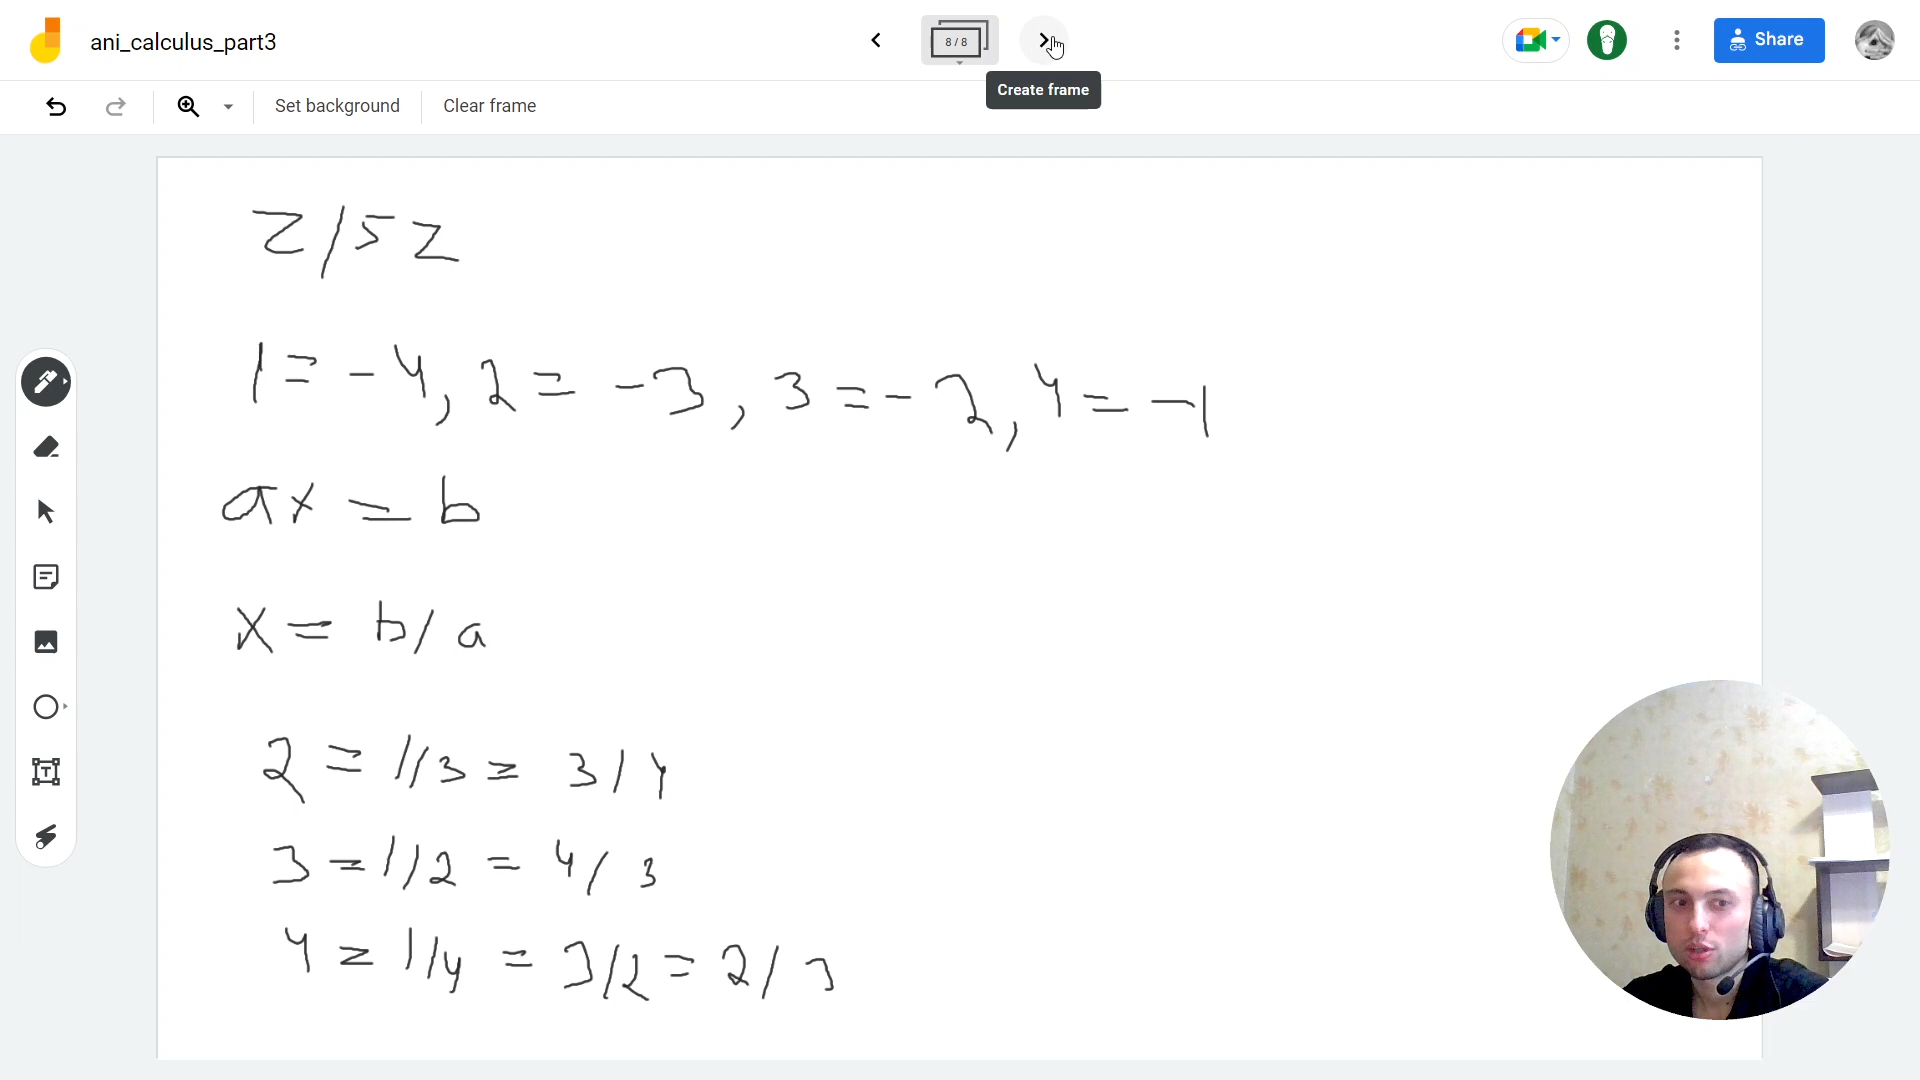 ani_calculus_part3
8 / 8
Share
Create frame
Set background
Clear frame
Z/5Z
1 = -4, 2 = -3, 3 = -2, 4 = -1
ax = b
x = b/a
2 = 1/3 = 3/4
3 = 1/2 = 4/3
4 = 1/4 = 3/2 = 2/3